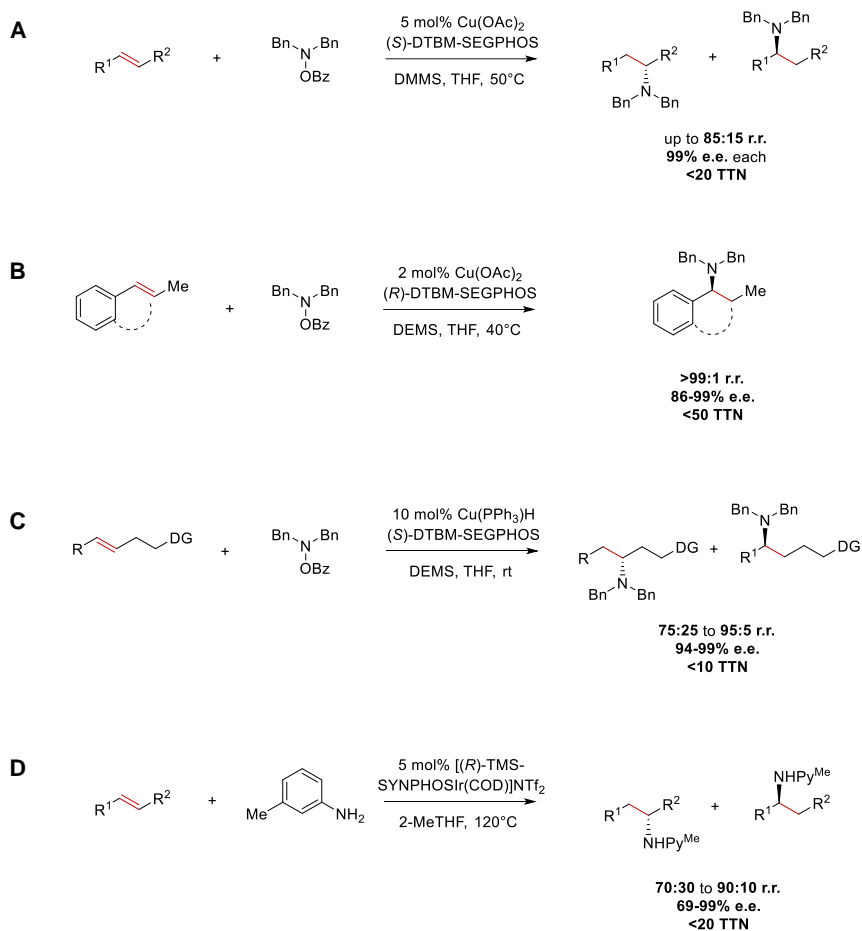 A
R¹
R²
+
Bn
Bn
N
OBz
5 mol% Cu(OAc)₂
(S)-DTBM-SEGPHOS
DMMS, THF, 50°C
R¹
R²
N
Bn
Bn
+
Bn
Bn
N
R¹
R²
up to 85:15 r.r.
99% e.e. each
<20 TTN
B
Me
+
Bn
Bn
N
OBz
2 mol% Cu(OAc)₂
(R)-DTBM-SEGPHOS
DEMS, THF, 40°C
Bn
Bn
N
Me
>99:1 r.r.
86-99% e.e.
<50 TTN
C
R
DG
+
Bn
Bn
N
OBz
10 mol% Cu(PPh₃)H
(S)-DTBM-SEGPHOS
DEMS, THF, rt
R
DG
N
Bn
Bn
+
Bn
Bn
N
R¹
DG
75:25 to 95:5 r.r.
94-99% e.e.
<10 TTN
D
R¹
R²
+
Me
NH₂
5 mol% [(R)-TMS-
SYNPHOSIr(COD)]NTf₂
2-MeTHF, 120°C
R¹
R²
NHPyᴹᵉ
+
NHPyᴹᵉ
R¹
R²
70:30 to 90:10 r.r.
69-99% e.e.
<20 TTN